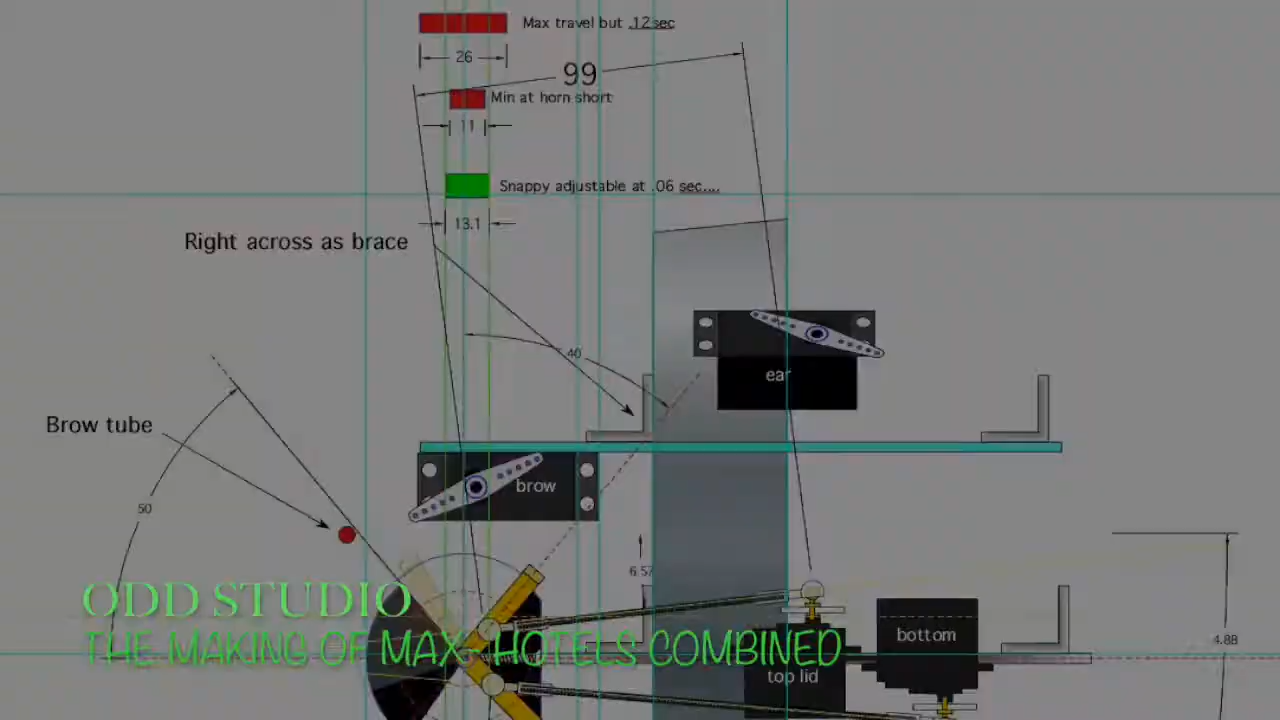 Max travel but .12 sec
26
99
Min at horn short
11
Snappy adjustable at .06 sec....
13.1
Right across as brace
40
ear
Brow tube
brow
50
6.57
ODD STUDIO
THE MAKING OF MAX-HOTELS COMBINED
bottom
4.88
top lid